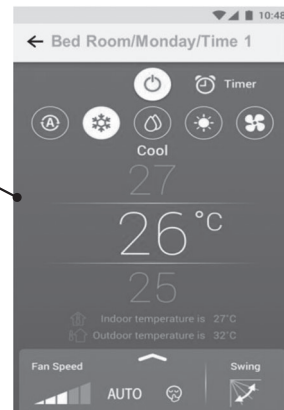 10:48
← Bed Room/Monday/Time 1
Timer
A
Cool
27
26°C
25
Indoor temperature is 27°C
Outdoor temperature is 32°C
Fan Speed
Swing
AUTO